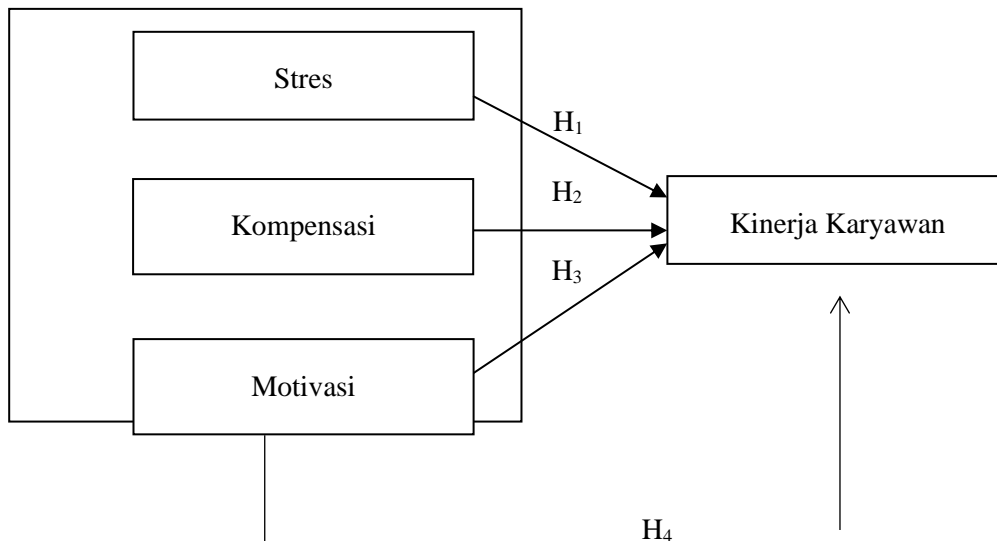 Stres
H₁
H₂
Kompensasi
Kinerja Karyawan
H₃
Motivasi
H₄